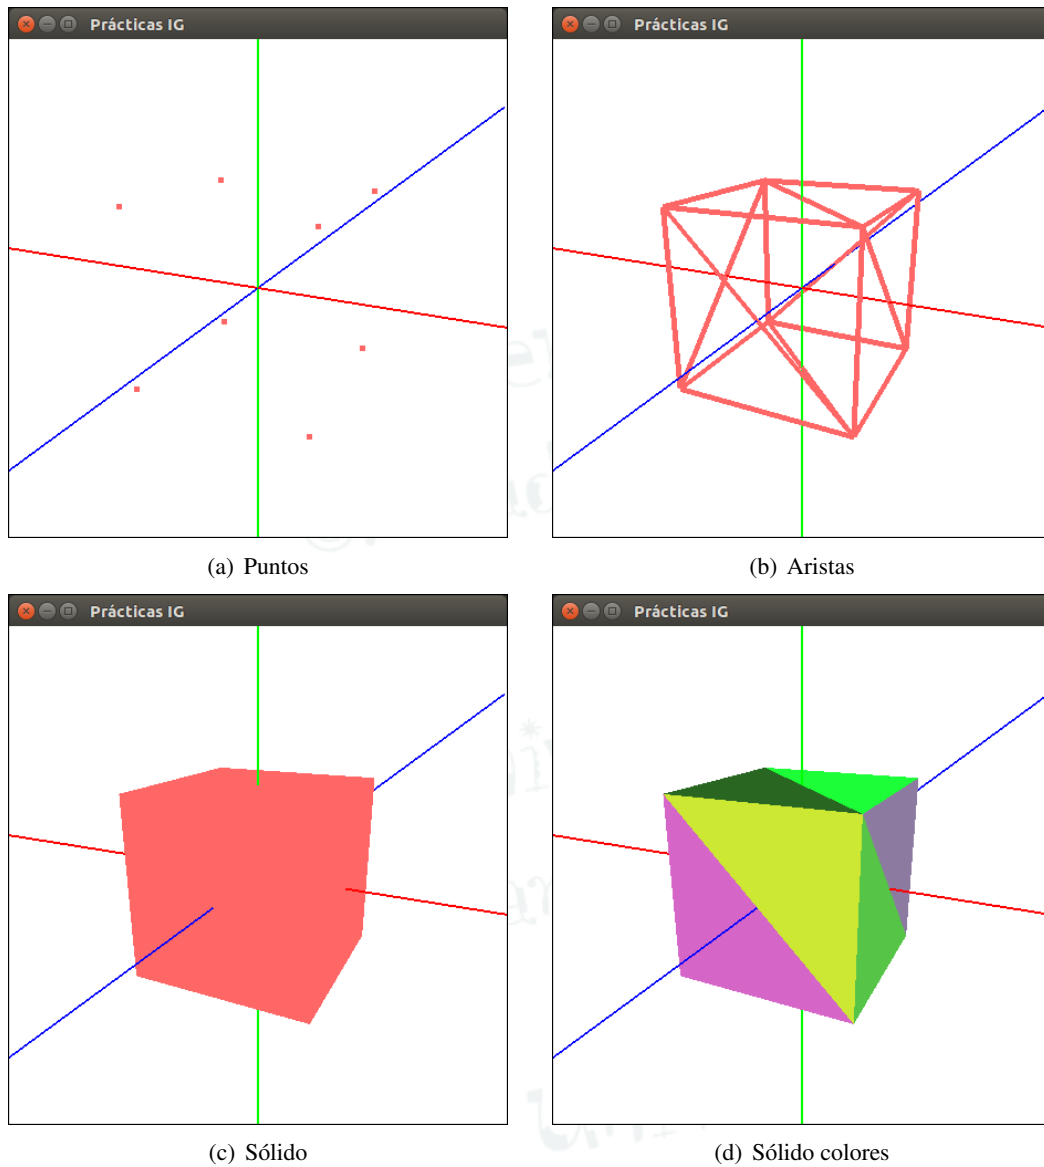 Prácticas IG
Prácticas IG
(a) Puntos
(b) Aristas
Prácticas IG
Prácticas IG
(c) Sólido
(d) Sólido colores